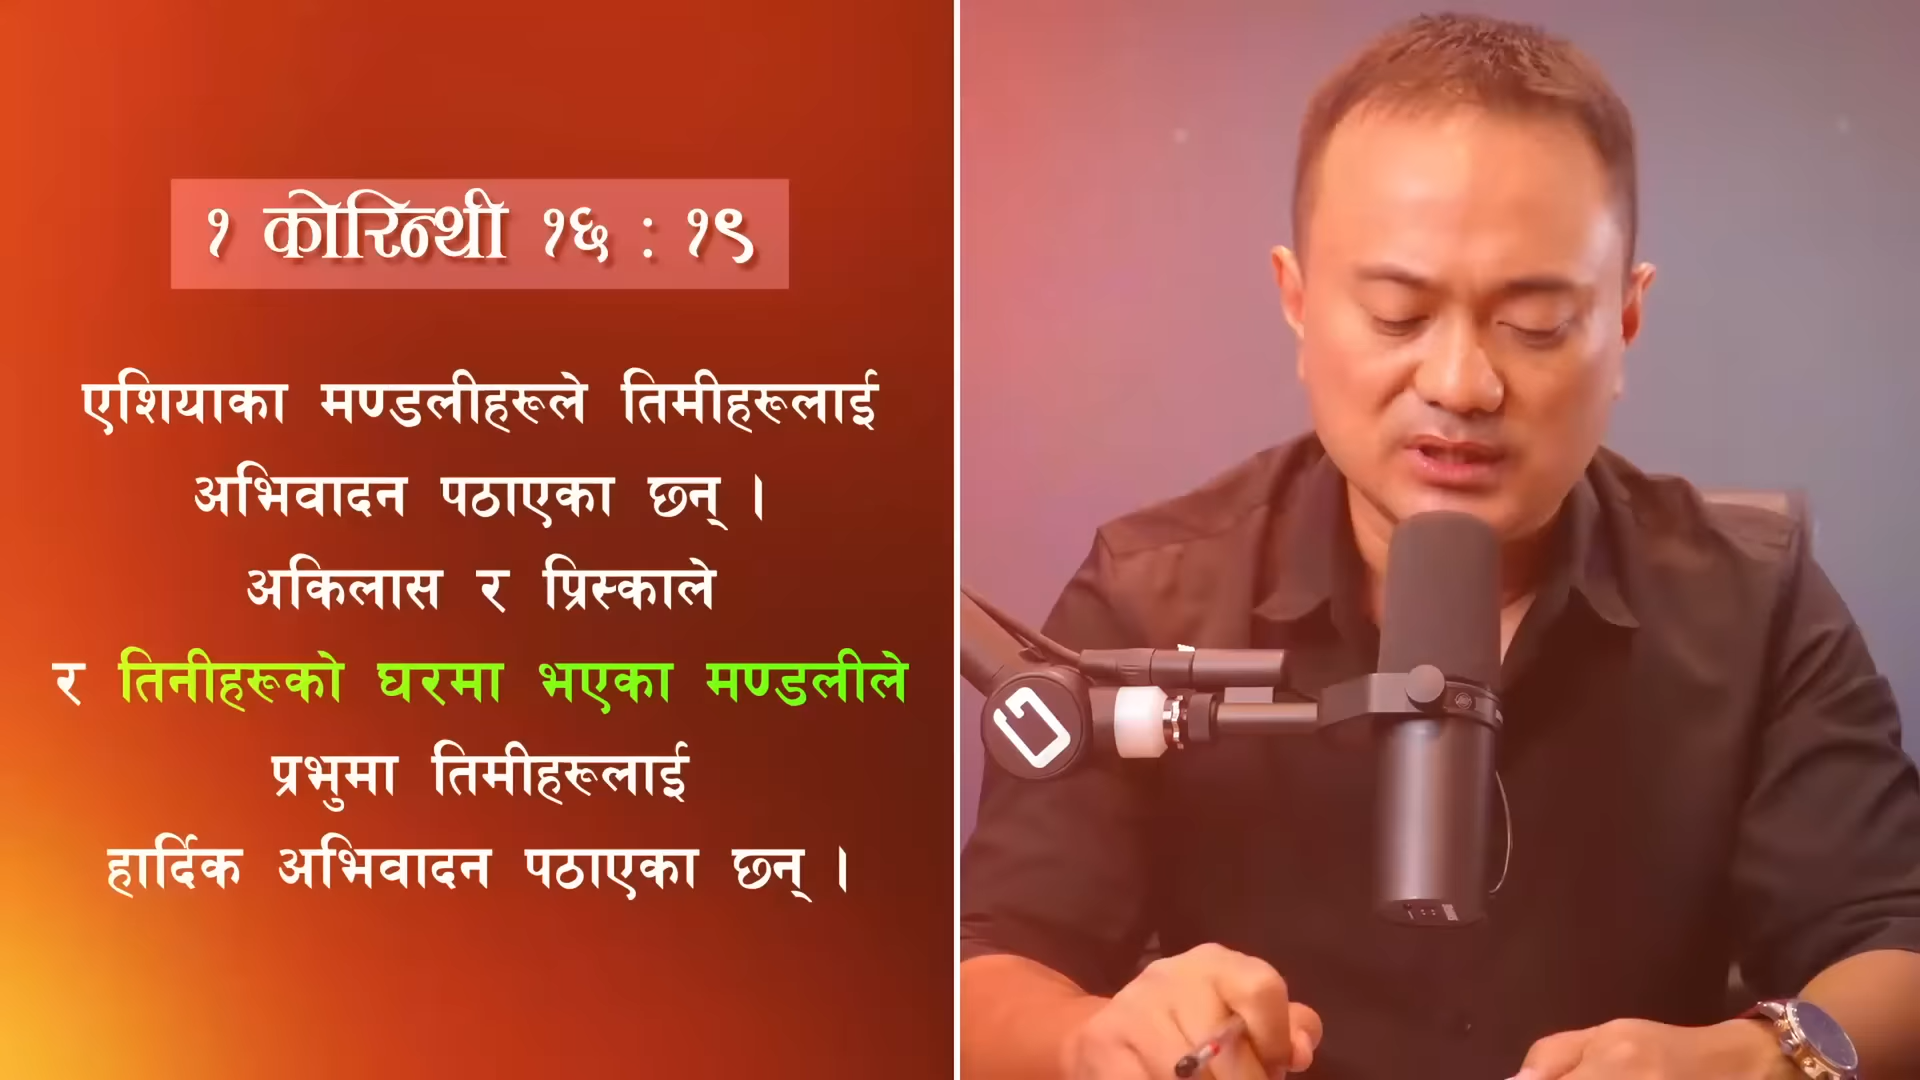 १ कोरिन्थी १६ : १९
एशियाका मण्डलीहरूले तिमीहरूलाई
अभिवादन पठाएका छन् ।
अकिलास र प्रिस्काले
र तिनीहरूको घरमा भएका मण्डलीले
प्रभुमा तिमीहरूलाई
हार्दिक अभिवादन पठाएका छन् ।